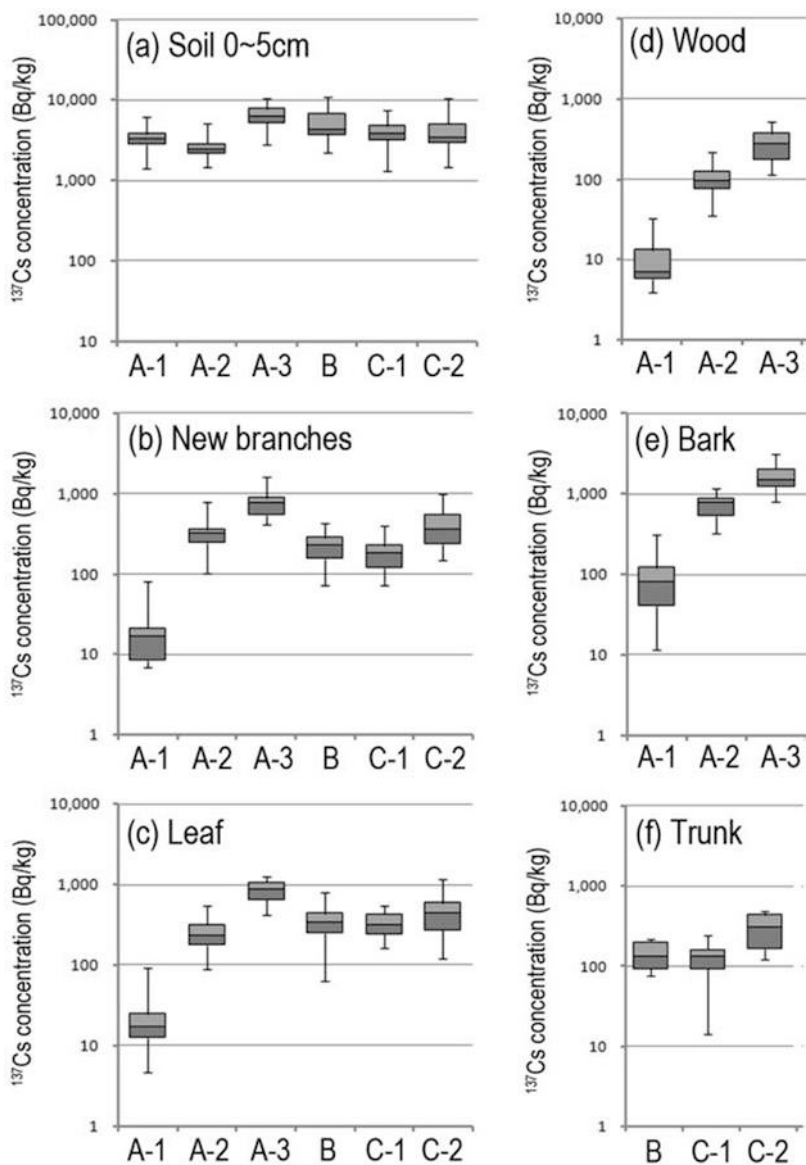 (a) Soil 0~5cm
¹³⁷Cs concentration (Bq/kg)
100,000
10,000
1,000
100
10
A-1 A-2 A-3 B C-1 C-2
(b) New branches
¹³⁷Cs concentration (Bq/kg)
10,000
1,000
100
10
1
A-1 A-2 A-3 B C-1 C-2
(c) Leaf
¹³⁷Cs concentration (Bq/kg)
10,000
1,000
100
10
1
A-1 A-2 A-3 B C-1 C-2
(d) Wood
¹³⁷Cs concentration (Bq/kg)
10,000
1,000
100
10
1
A-1 A-2 A-3
(e) Bark
¹³⁷Cs concentration (Bq/kg)
10,000
1,000
100
10
1
A-1 A-2 A-3
(f) Trunk
¹³⁷Cs concentration (Bq/kg)
10,000
1,000
100
10
1
B C-1 C-2